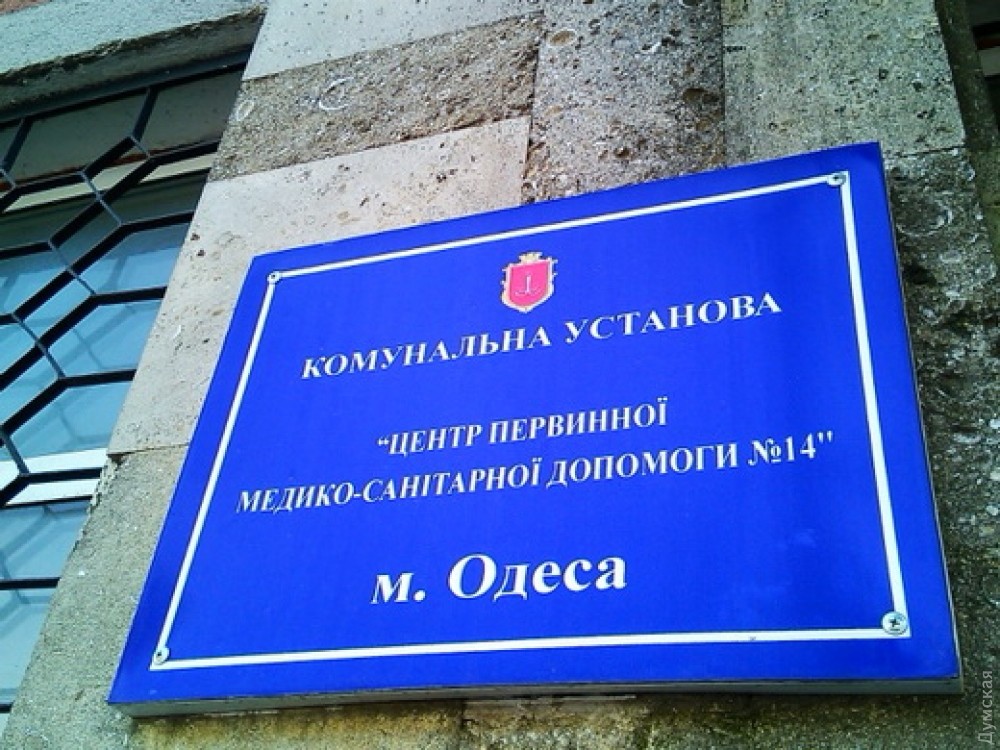 КОМУНАЛЬНА УСТАНОВА
“ЦЕНТР ПЕРВИННОЇ
МЕДИКО-САНІТАРНОЇ ДОПОМОГИ №14"
м. Одеса
Думская